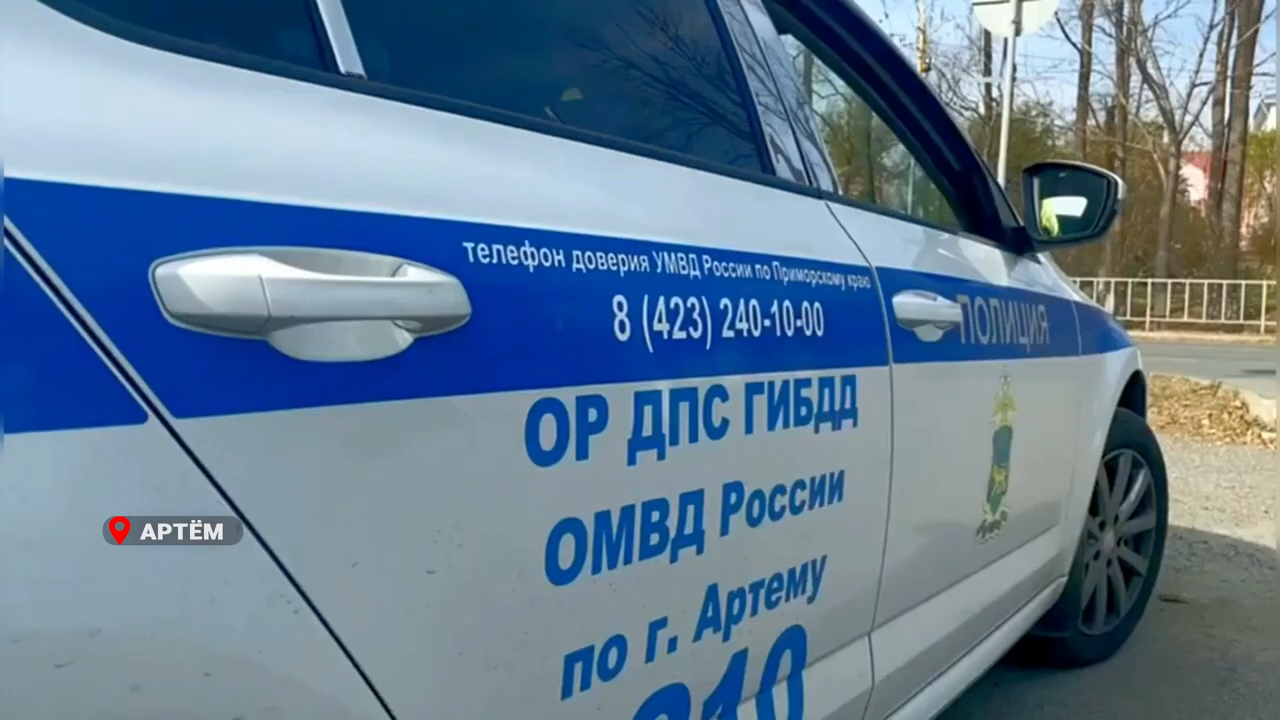 телефон доверия УМВД России по Приморскому краю
8 (423) 240-10-00
ПОЛИЦИЯ
ОР ДПС ГИБДД
ОМВД России
по г. Артему
АРТЁМ